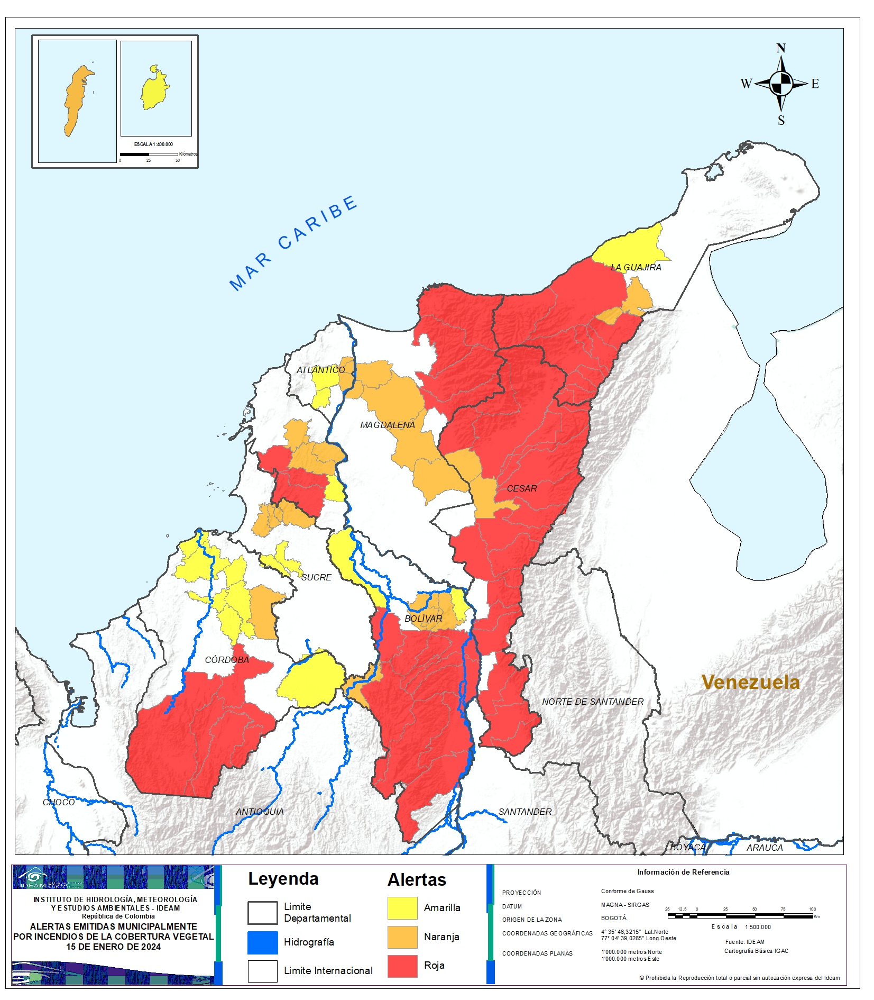 ESCALA 1:400.000
Kilómetros
0 25 50
N
W E
S
MAR CARIBE
LA GUAJIRA
ATLÁNTICO
MAGDALENA
CESAR
SUCRE
BOLÍVAR
CÓRDOBA
Venezuela
NORTE DE SANTANDER
CHOCÓ
ANTIOQUIA
SANTANDER
BOYACÁ
ARAUCA
IDEAM
INSTITUTO DE HIDROLOGÍA, METEOROLOGÍA
Y ESTUDIOS AMBIENTALES - IDEAM
República de Colombia
ALERTAS EMITIDAS MUNICIPALMENTE
POR INCENDIOS DE LA COBERTURA VEGETAL
15 DE ENERO DE 2024
Leyenda
Limite
Departamental
Hidrografía
Limite Internacional
Alertas
Amarilla
Naranja
Roja
Información de Referencia
PROYECCIÓN Conforme de Gauss
DATUM MAGNA - SIRGAS
ORIGEN DE LA ZONA BOGOTÁ
COORDENADAS GEOGRÁFICAS 4° 35' 46,3215" Lat.Norte
77° 04' 39,0285" Long.Oeste
COORDENADAS PLANAS 1'000.000 metros Norte
1'000.000 metros Este
25 12,5 0 25 50 75 100
Km
Escala 1:500.000
Fuente: IDEAM
Cartografía Básica IGAC
© Prohibida la Reproducción total o parcial sin autozación expresa del Ideam